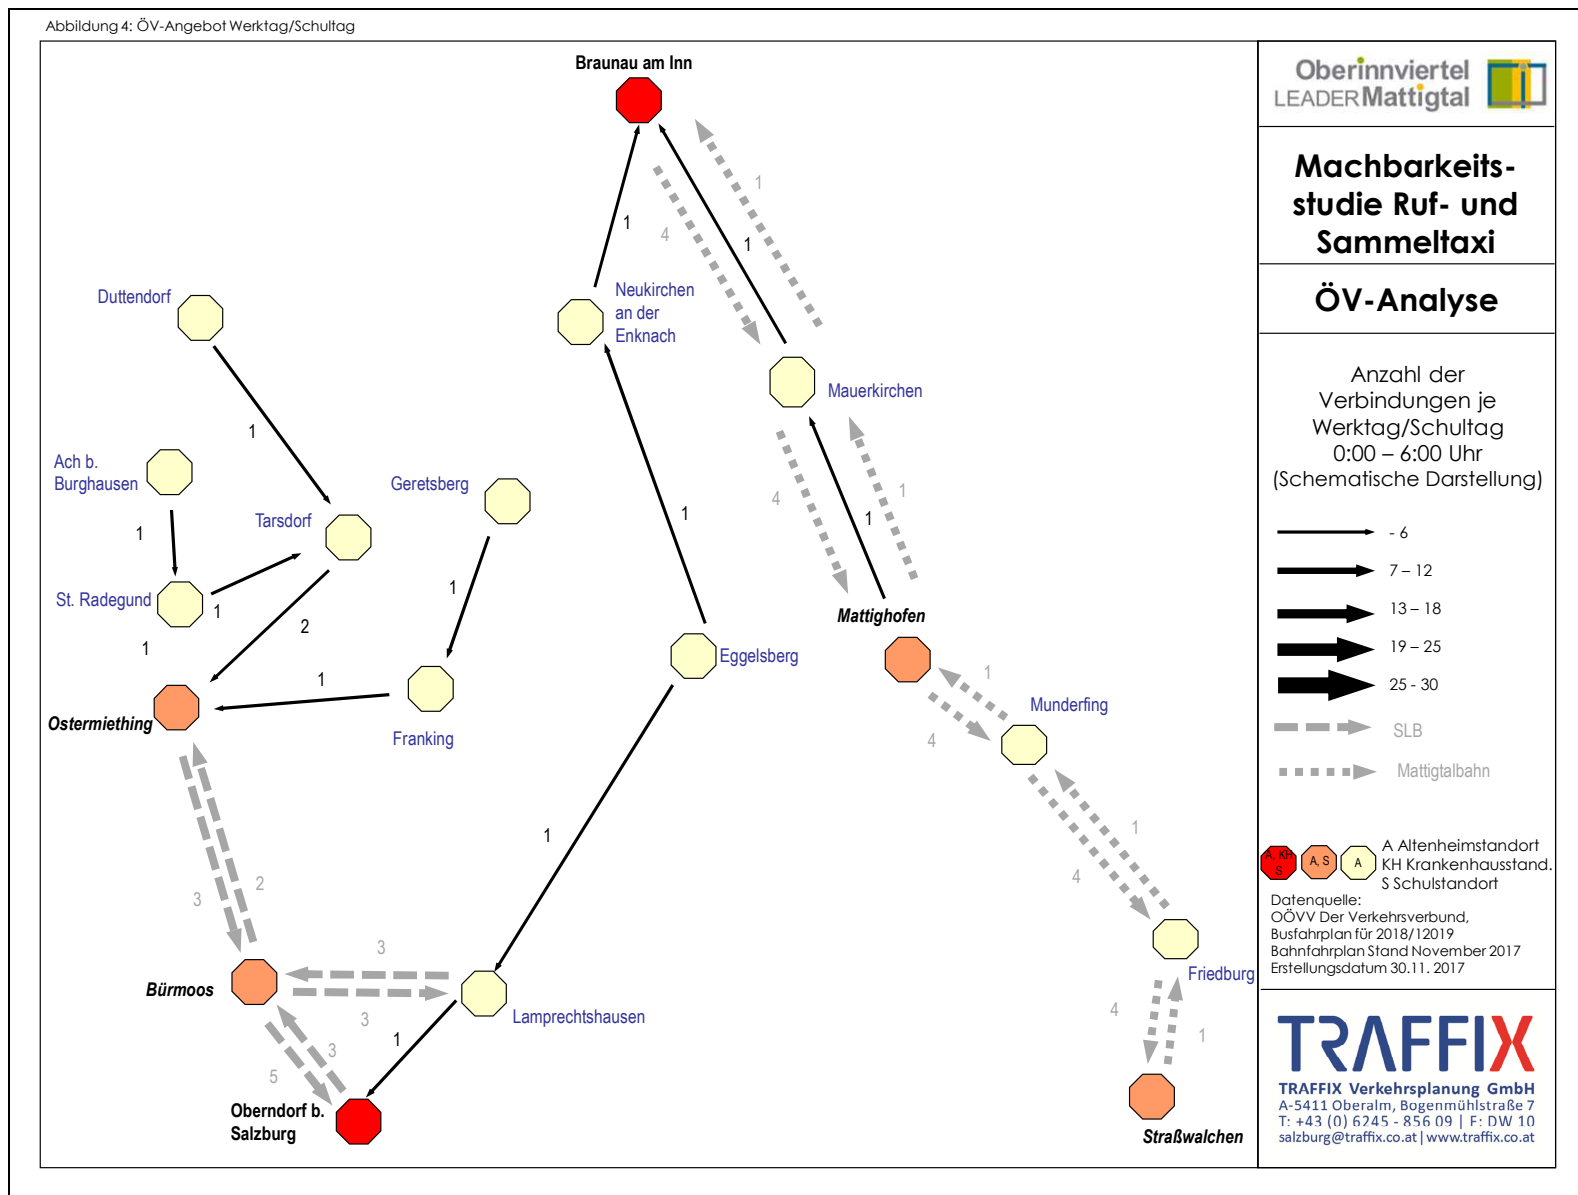 Abbildung 4: ÖV-Angebot Werktag/Schultag
Braunau am Inn
1
4
1
1
Duttendorf
Neukirchen
an der
Enknach
Mauerkirchen
1
Ach b.
Burghausen
Geretsberg
4
1
1
1
Tarsdorf
1
1
St. Radegund
1
2
1
Mattighofen
Eggelsberg
1
1
Munderfing
Ostermiething
Franking
4
1
1
4
3
2
3
Friedburg
Bürmoos
3
Lamprechtshausen
4
1
3
1
5
Oberndorf b.
Salzburg
Straßwalchen
Oberinnviertel
LEADER Mattigtal
Machbarkeits-
studie Ruf- und
Sammeltaxi
ÖV-Analyse
Anzahl der
Verbindungen je
Werktag/Schultag
0:00 – 6:00 Uhr
(Schematische Darstellung)
- 6
7 – 12
13 – 18
19 – 25
25 - 30
SLB
Mattigtalbahn
A, KH
S
A, S
A
A Altenheimstandort
KH Krankenhausstand.
S Schulstandort
Datenquelle:
OÖVV Der Verkehrsverbund,
Busfahrplan für 2018/12019
Bahnfahrplan Stand November 2017
Erstellungsdatum 30.11. 2017
TRAFFIX
TRAFFIX Verkehrsplanung GmbH
A-5411 Oberalm, Bogenmühlstraße 7
T: +43 (0) 6245 - 856 09 | F: DW 10
salzburg@traffix.co.at | www.traffix.co.at